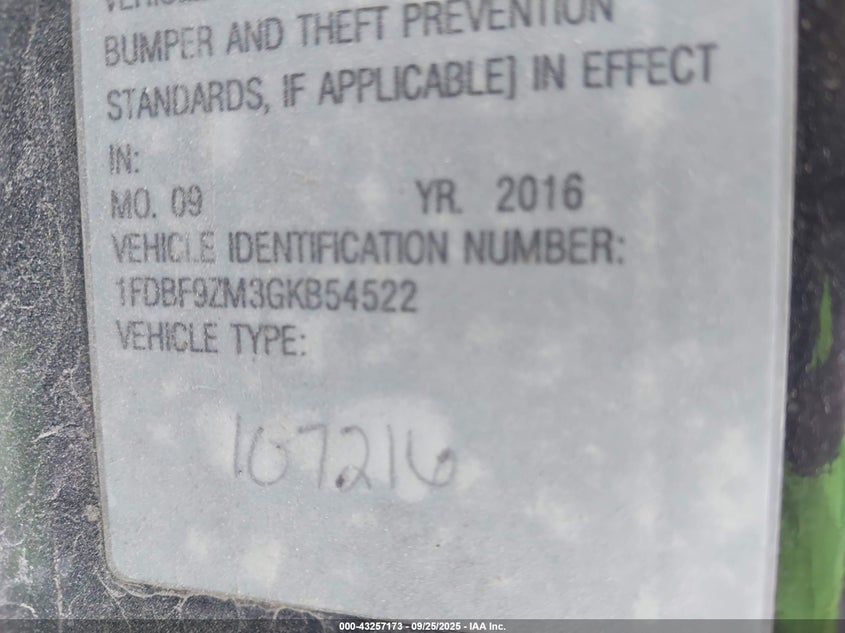 VEHICLE
BUMPER AND THEFT PREVENTION
STANDARDS, IF APPLICABLE] IN EFFECT
IN:
MO. 09 YR. 2016
VEHICLE IDENTIFICATION NUMBER:
1FDBF9ZM3GKB54522
VEHICLE TYPE:
107216
000-43257173 - 09/25/2025 - IAA Inc.